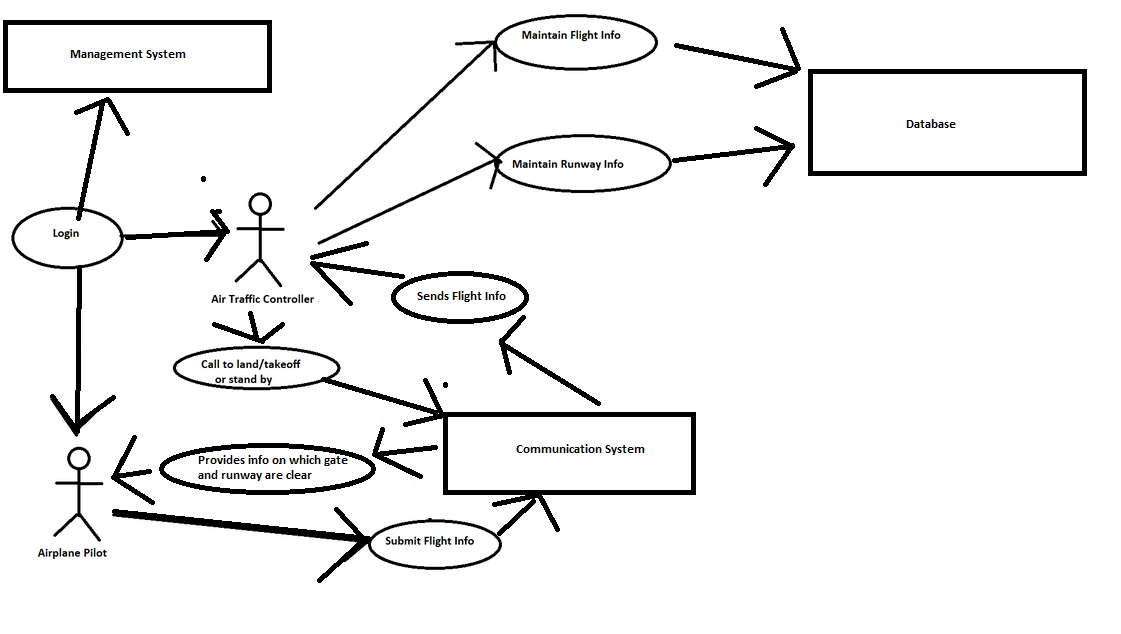 Management System
Maintain Flight Info
Database
Maintain Runway Info
Login
Air Traffic Controller
Sends Flight Info
Call to land/takeoff
or stand by
Communication System
Provides info on which gate
and runway are clear
Submit Flight Info
Airplane Pilot